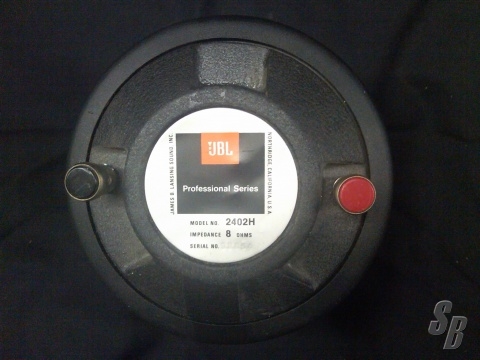 JBL
Professional Series
JAMES B. LANSING SOUND, INC.
NORTHRIDGE, CALIFORNIA, U.S.A.
MODEL NO. 2402H
IMPEDANCE 8 OHMS
SERIAL NO.
SB